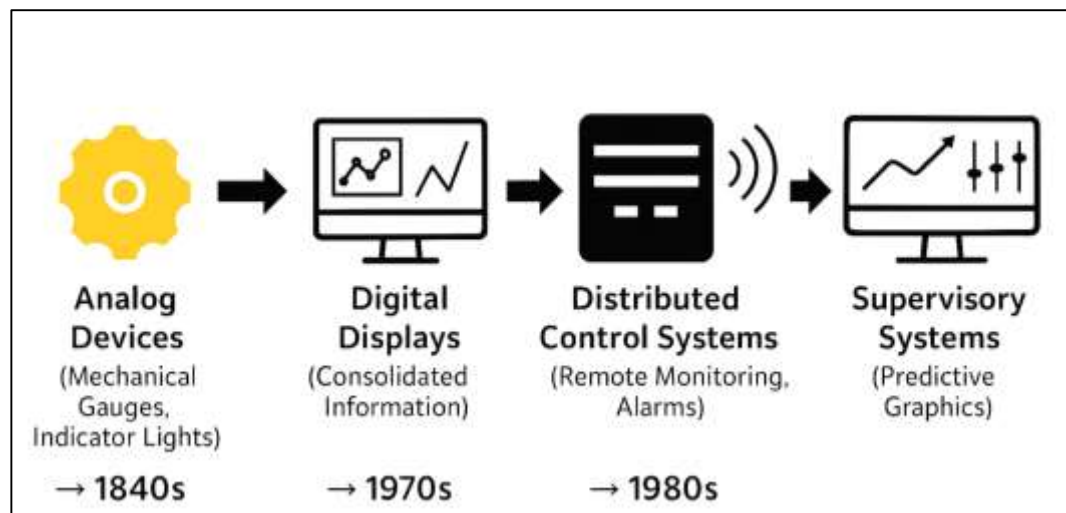 Analog
Devices
(Mechanical
Gauges,
Indicator Lights)
→ 1840s
Digital
Displays
(Consolidated
Information)
→ 1970s
Distributed
Control Systems
(Remote Monitoring,
Alarms)
→ 1980s
Supervisory
Systems
(Predictive
Graphics)